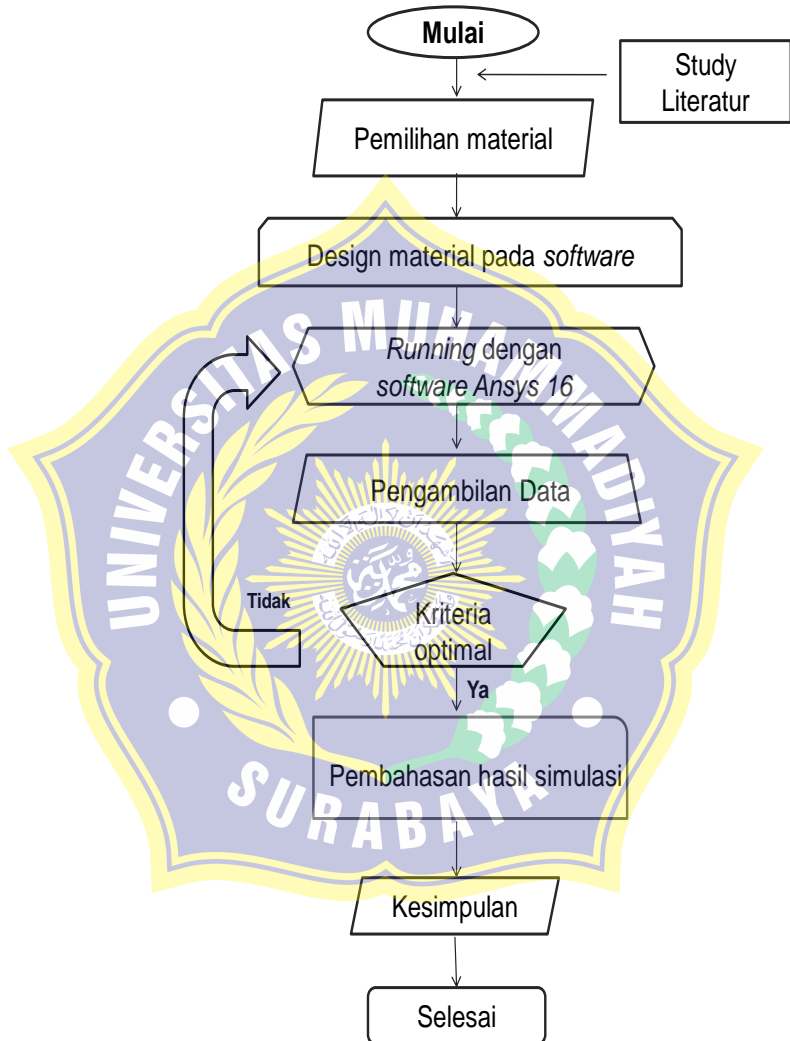 Mulai
Study
Literatur
Pemilihan material
Design material pada software
Running dengan
software Ansys 16
Pengambilan Data
Tidak
Kriteria
optimal
Ya
Pembahasan hasil simulasi
Kesimpulan
Selesai
UNIVERSITAS MUHAMMADIYAH
SURABAYA